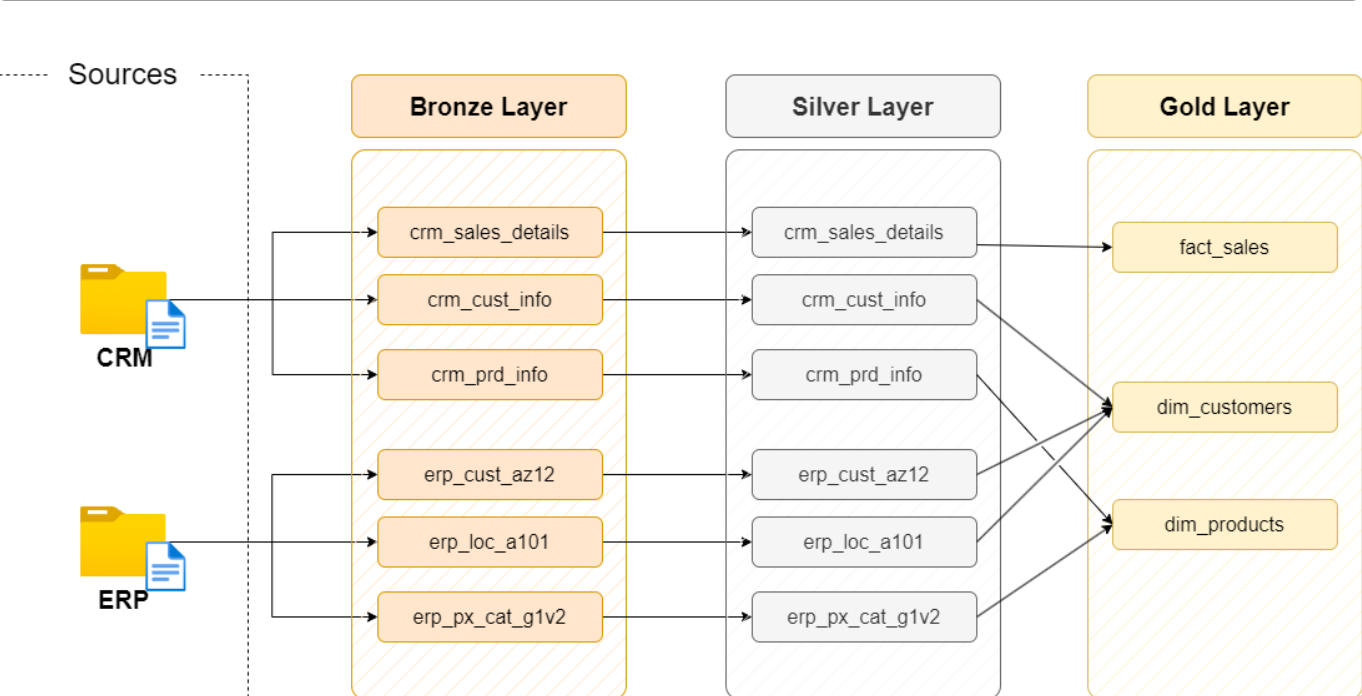 Sources
Bronze Layer
Silver Layer
Gold Layer
crm_sales_details
crm_sales_details
fact_sales
crm_cust_info
crm_cust_info
CRM
crm_prd_info
crm_prd_info
dim_customers
erp_cust_az12
erp_cust_az12
dim_products
erp_loc_a101
erp_loc_a101
ERP
erp_px_cat_g1v2
erp_px_cat_g1v2